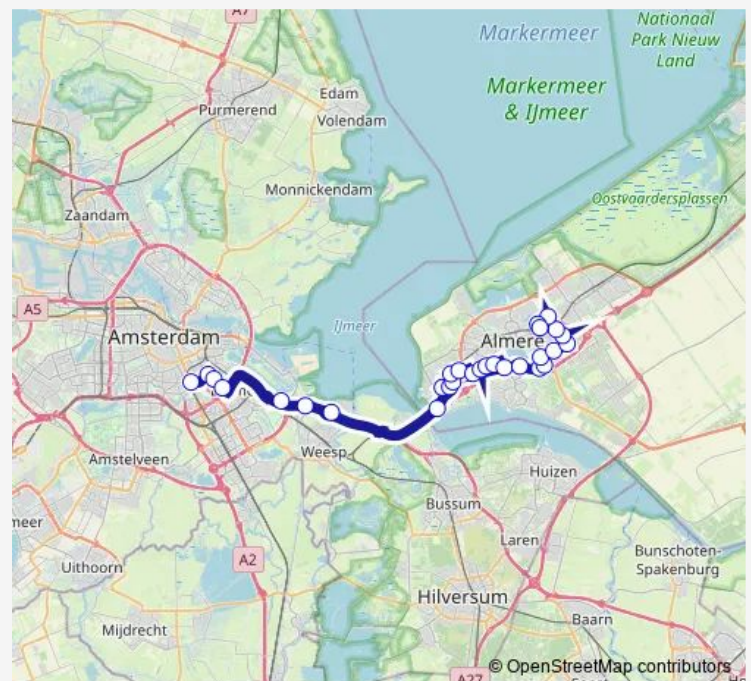 A7
Markermeer
Nationaal
Park Nieuw
Land
Markermeer
& IJmeer
Edam
Purmerend
Volendam
Monnickendam
Oostvaardersplassen
Zaandam
A5
IJmeer
Amsterdam
Almere
Amstelveen
Weesp
Huizen
Bussum
Laren
A2
Bunschoten-
Spakenburg
Uithoorn
Hilversum
Baarn
Mijdrecht
© OpenStreetMap contributors
A27